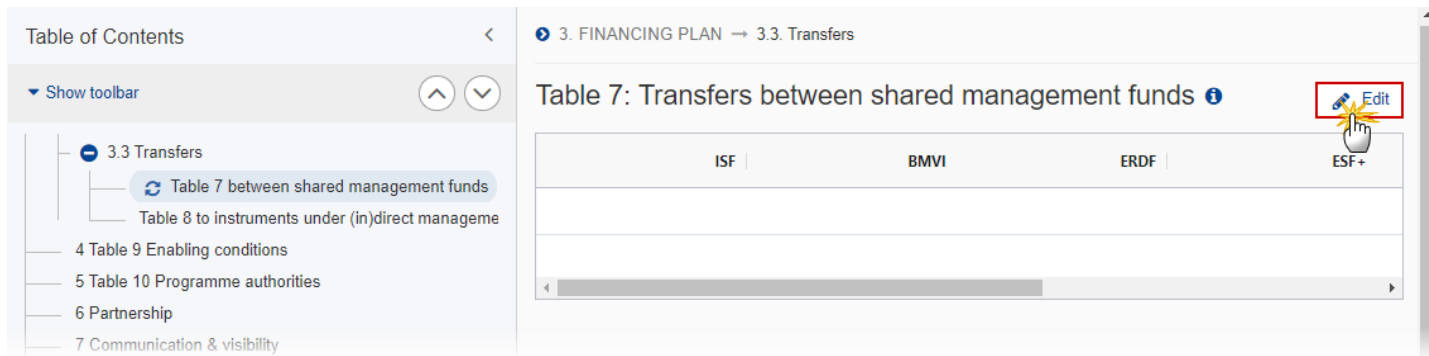 Table of Contents
Show toolbar
3.3 Transfers
Table 7 between shared management funds
Table 8 to instruments under (in)direct manageme
4 Table 9 Enabling conditions
5 Table 10 Programme authorities
6 Partnership
7 Communication & visibility
3. FINANCING PLAN → 3.3. Transfers
Table 7: Transfers between shared management funds
Edit
ISF BMVI ERDF ESF+